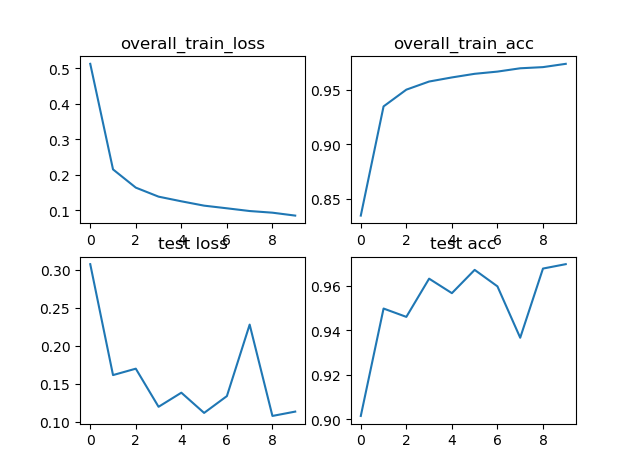 overall_train_loss
overall_train_acc
0.5
0.4
0.3
0.2
0.1
0.95
0.90
0.85
0 2 4 6 8
0 2 4 6 8
test loss
test acc
0.30
0.25
0.20
0.15
0.10
0.96
0.94
0.92
0.90
0 2 4 6 8
0 2 4 6 8